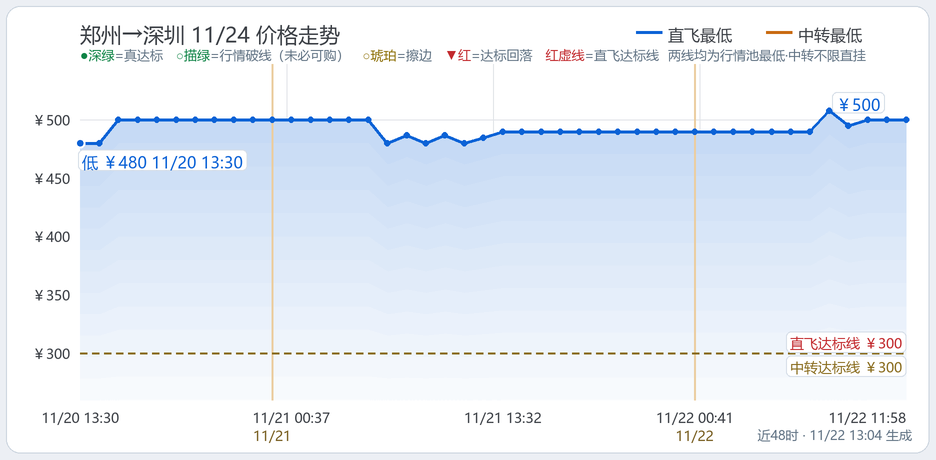 郑州→深圳 11/24 价格走势
直飞最低 中转最低
●深绿=真达标 ○描绿=行情破线（未必可购） ○琥珀=擦边 ▼红=达标回落 红虚线=直飞达标线 两线均为行情池最低·中转不限直挂
¥500
¥500
低 ¥480 11/20 13:30
¥450
¥400
¥350
直飞达标线 ¥300
¥300
中转达标线 ¥300
11/20 13:30 11/21 00:37 11/21 13:32 11/22 00:41 11/22 11:58
11/21 11/22 近48时 · 11/22 13:04 生成